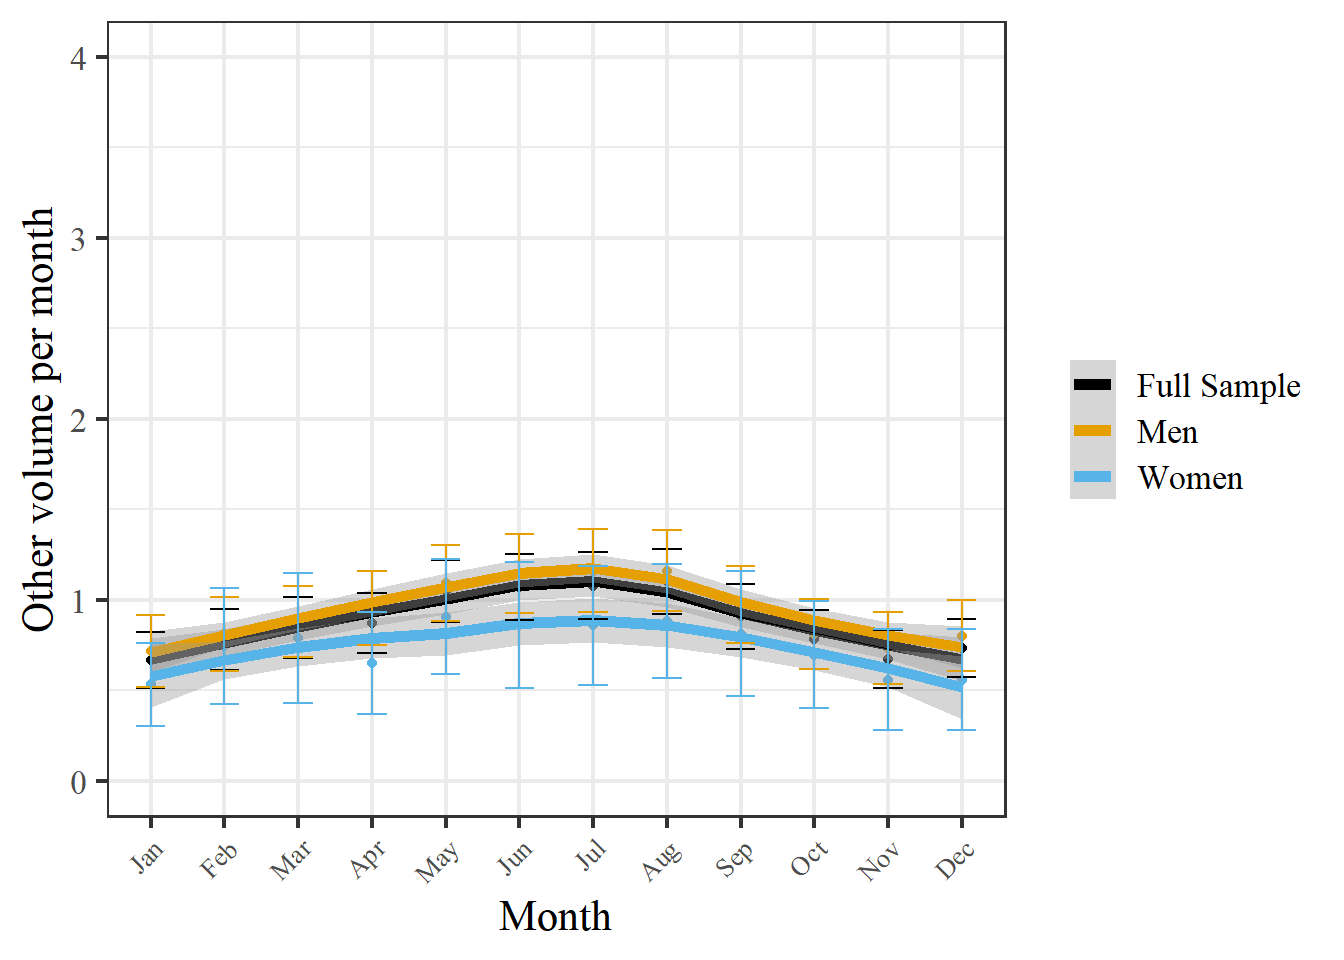 4
3
2
1
0
Other volume per month
Jan
Feb
Mar
Apr
May
Jun
Jul
Aug
Sep
Oct
Nov
Dec
Month
Full Sample
Men
Women